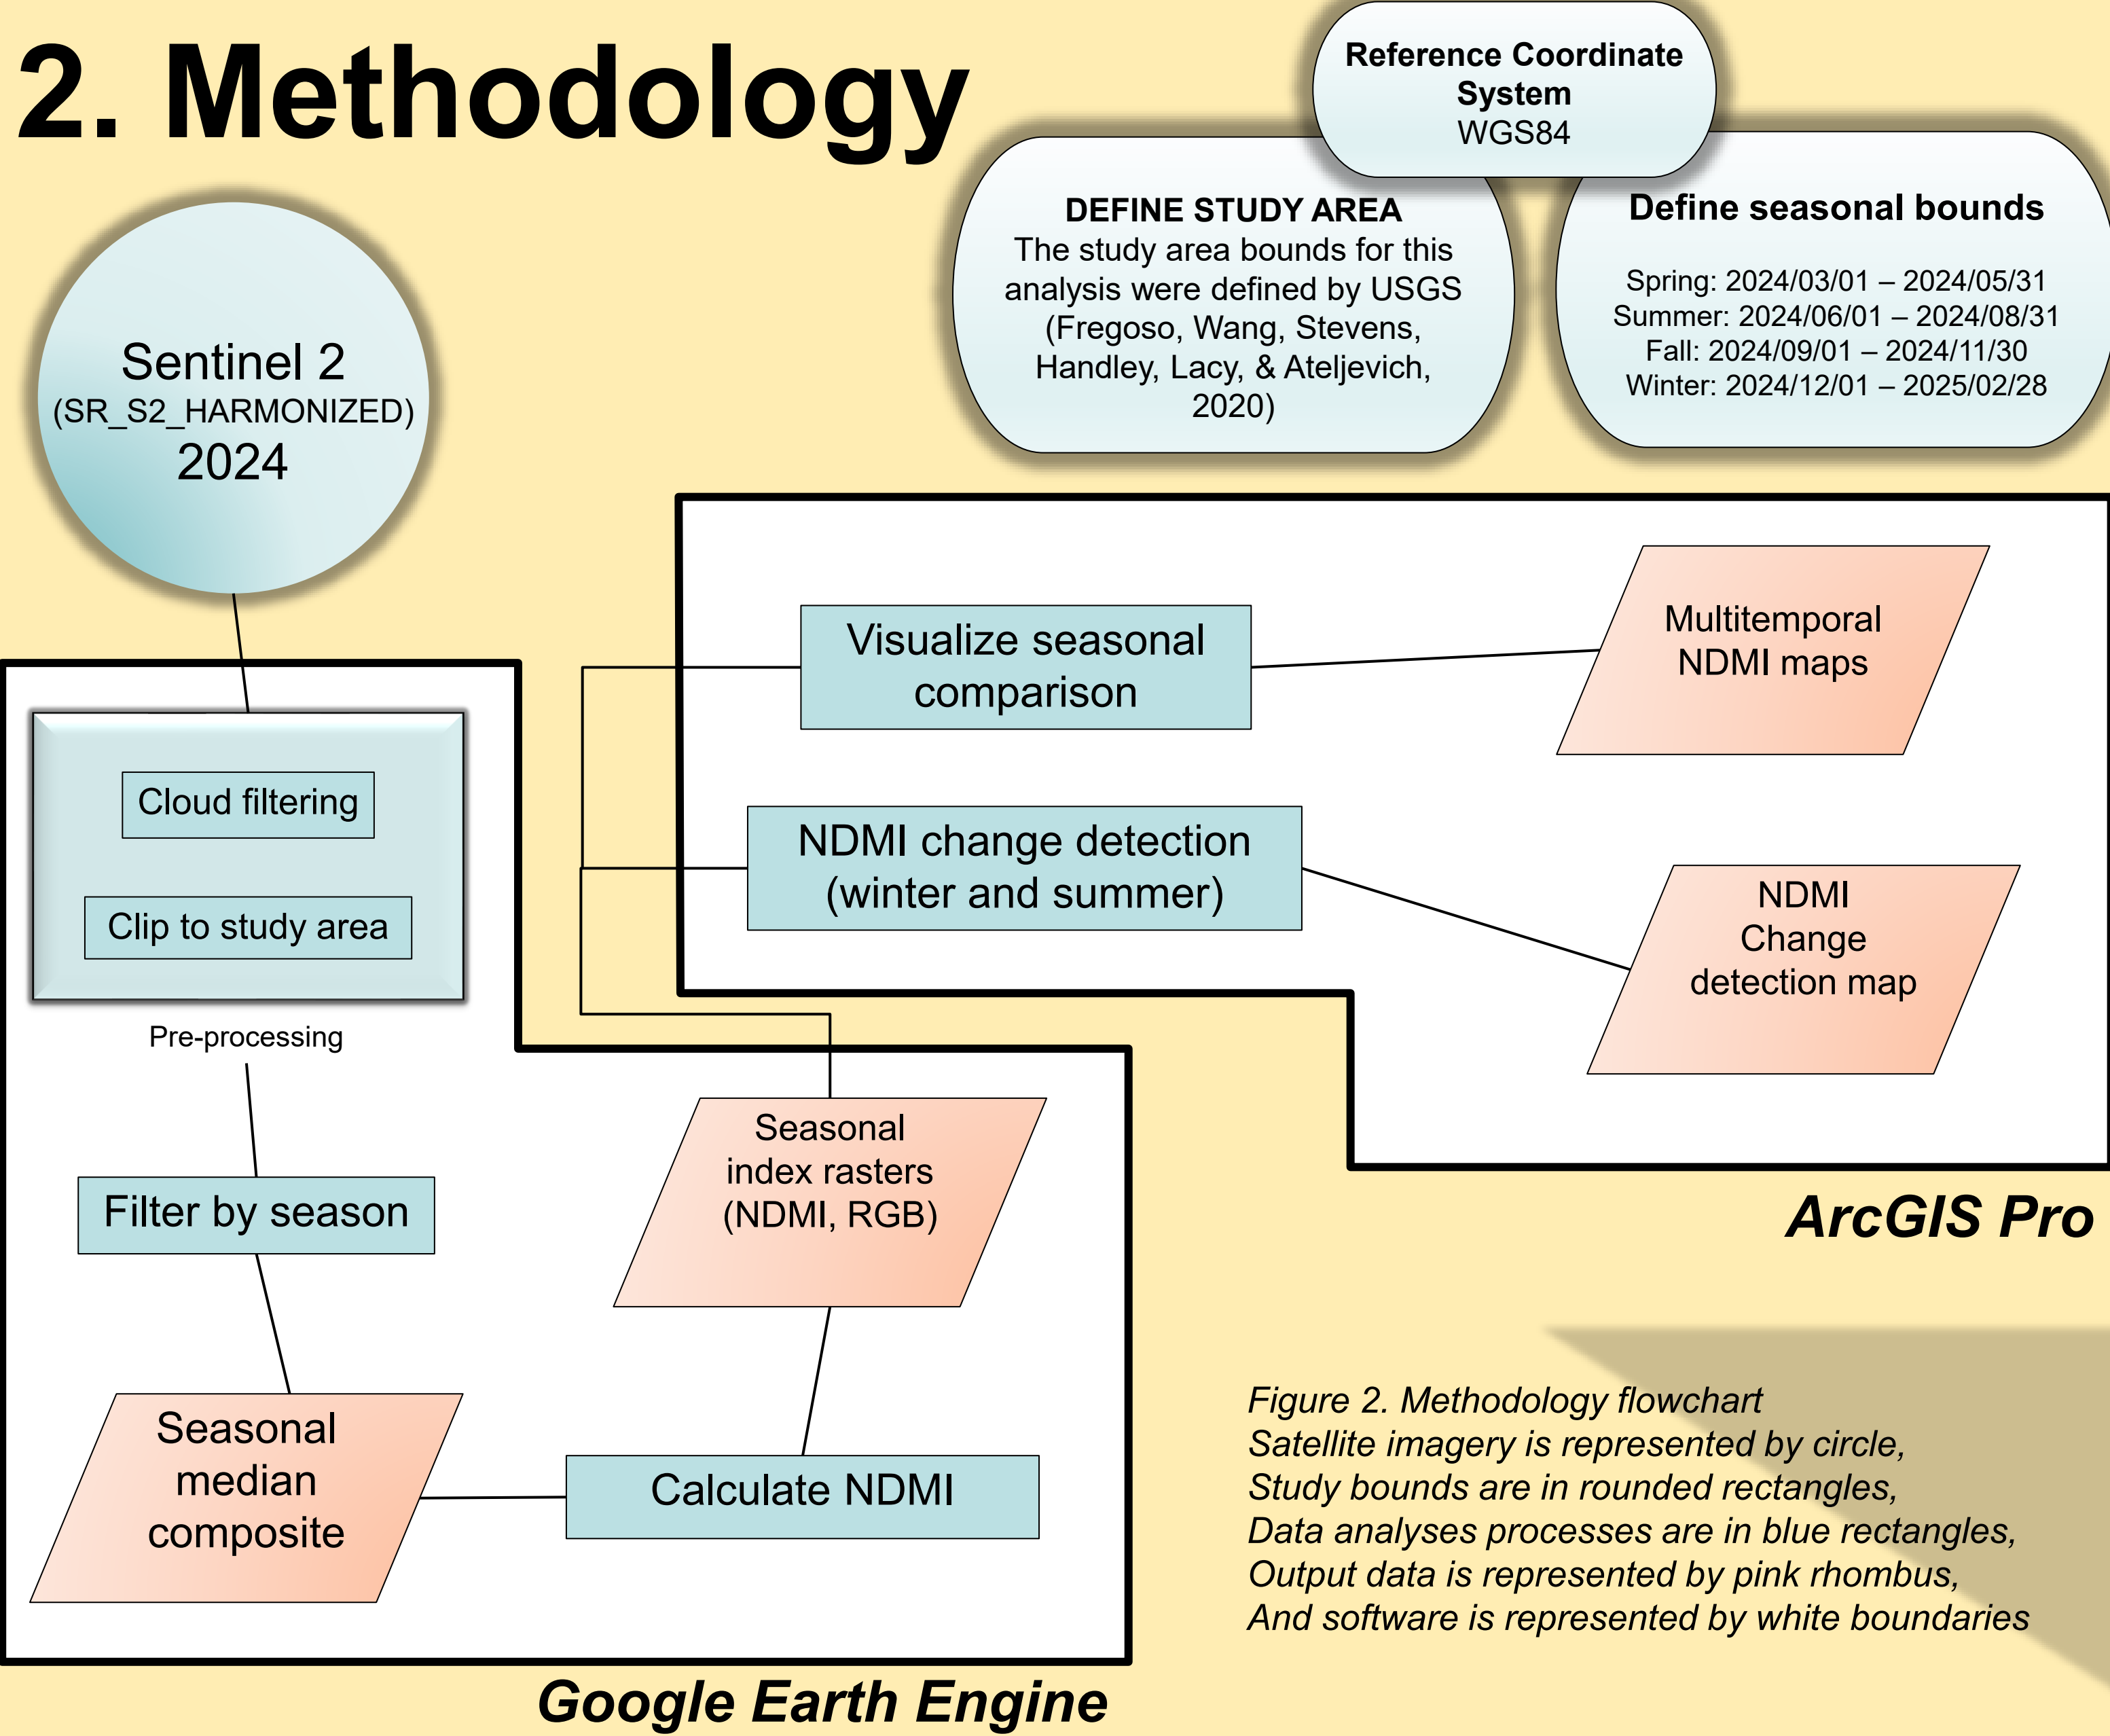 2. Methodology
Reference Coordinate
System
WGS84
DEFINE STUDY AREA
The study area bounds for this
analysis were defined by USGS
(Fregoso, Wang, Stevens,
Handley, Lacy, & Ateljevich,
2020)
Define seasonal bounds
Spring: 2024/03/01 – 2024/05/31
Summer: 2024/06/01 – 2024/08/31
Fall: 2024/09/01 – 2024/11/30
Winter: 2024/12/01 – 2025/02/28
Sentinel 2
(SR_S2_HARMONIZED)
2024
Cloud filtering
Clip to study area
Pre-processing
Filter by season
Seasonal
median
composite
Calculate NDMI
Seasonal
index rasters
(NDMI, RGB)
Google Earth Engine
Visualize seasonal
comparison
Multitemporal
NDMI maps
NDMI change detection
(winter and summer)
NDMI
Change
detection map
ArcGIS Pro
Figure 2. Methodology flowchart
Satellite imagery is represented by circle,
Study bounds are in rounded rectangles,
Data analyses processes are in blue rectangles,
Output data is represented by pink rhombus,
And software is represented by white boundaries